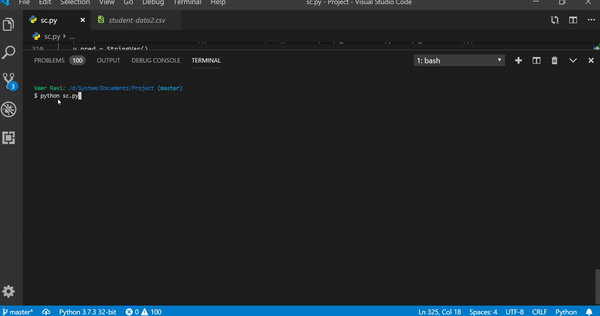 File Edit Selection View Go Debug Terminal Help sc.py - Project - Visual Studio Code
sc.py × student-data2.csv
sc.py > ...
y_pred = StringVar()
PROBLEMS 100 OUTPUT DEBUG CONSOLE TERMINAL 1: bash
Veer Ravi: /d/System/Documents/Project (master)
$ python sc.py
3
master* Python 3.7.3 32-bit 0 100 Ln 325, Col 18 Spaces: 4 UTF-8 CRLF Python